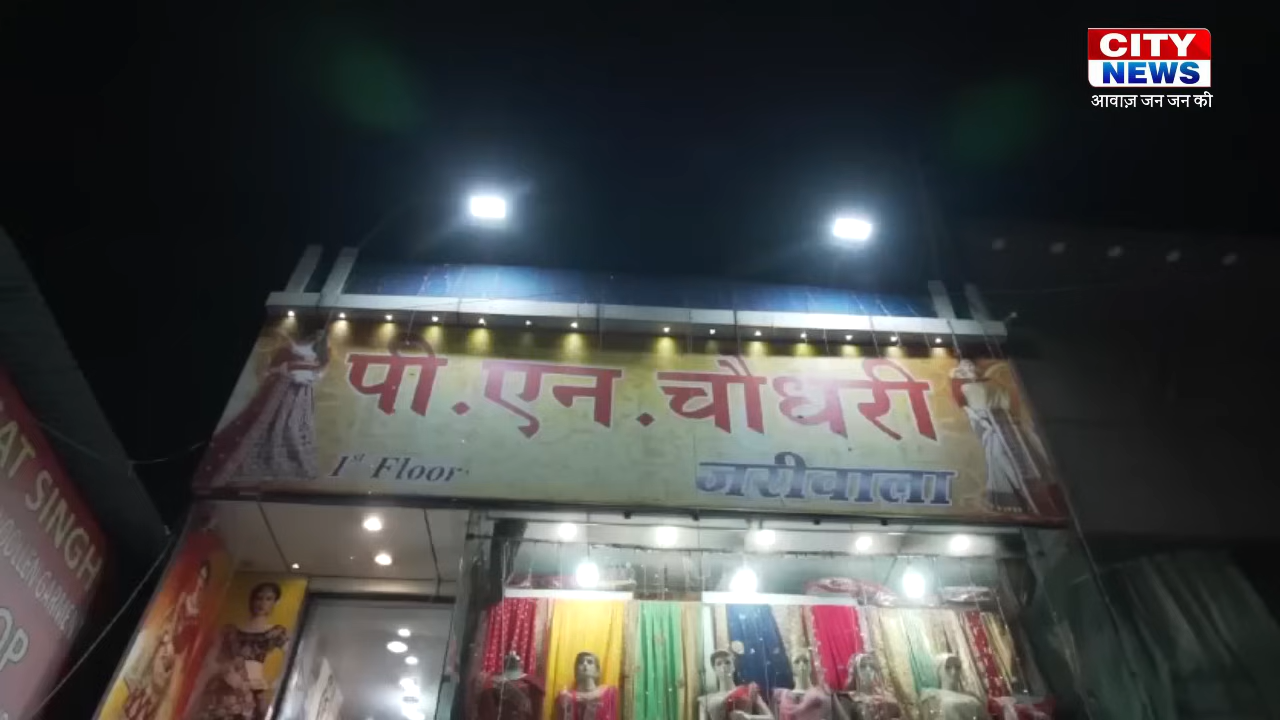 CITY
NEWS
आवाज़ जन जन की
पी.एन.चौधरी
1st Floor
जरीवाला
AT SINGH
OP